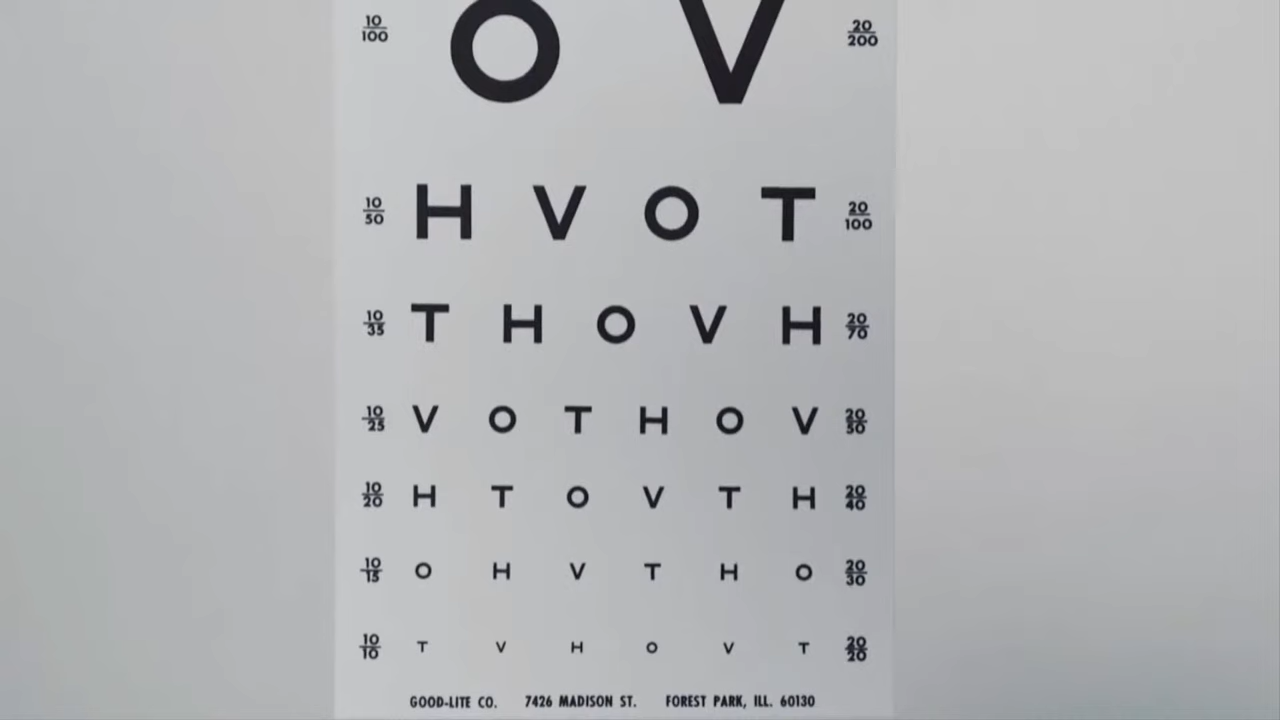 10/100 O V 20/200
10/50 H V O T 20/100
10/35 T H O V H 20/70
10/25 V O T H O V 20/50
10/20 H T O V T H 20/40
10/15 O H V T H O 20/30
10/10 T V H O V T 20/20
GOOD-LITE CO. 7426 MADISON ST. FOREST PARK, ILL. 60130